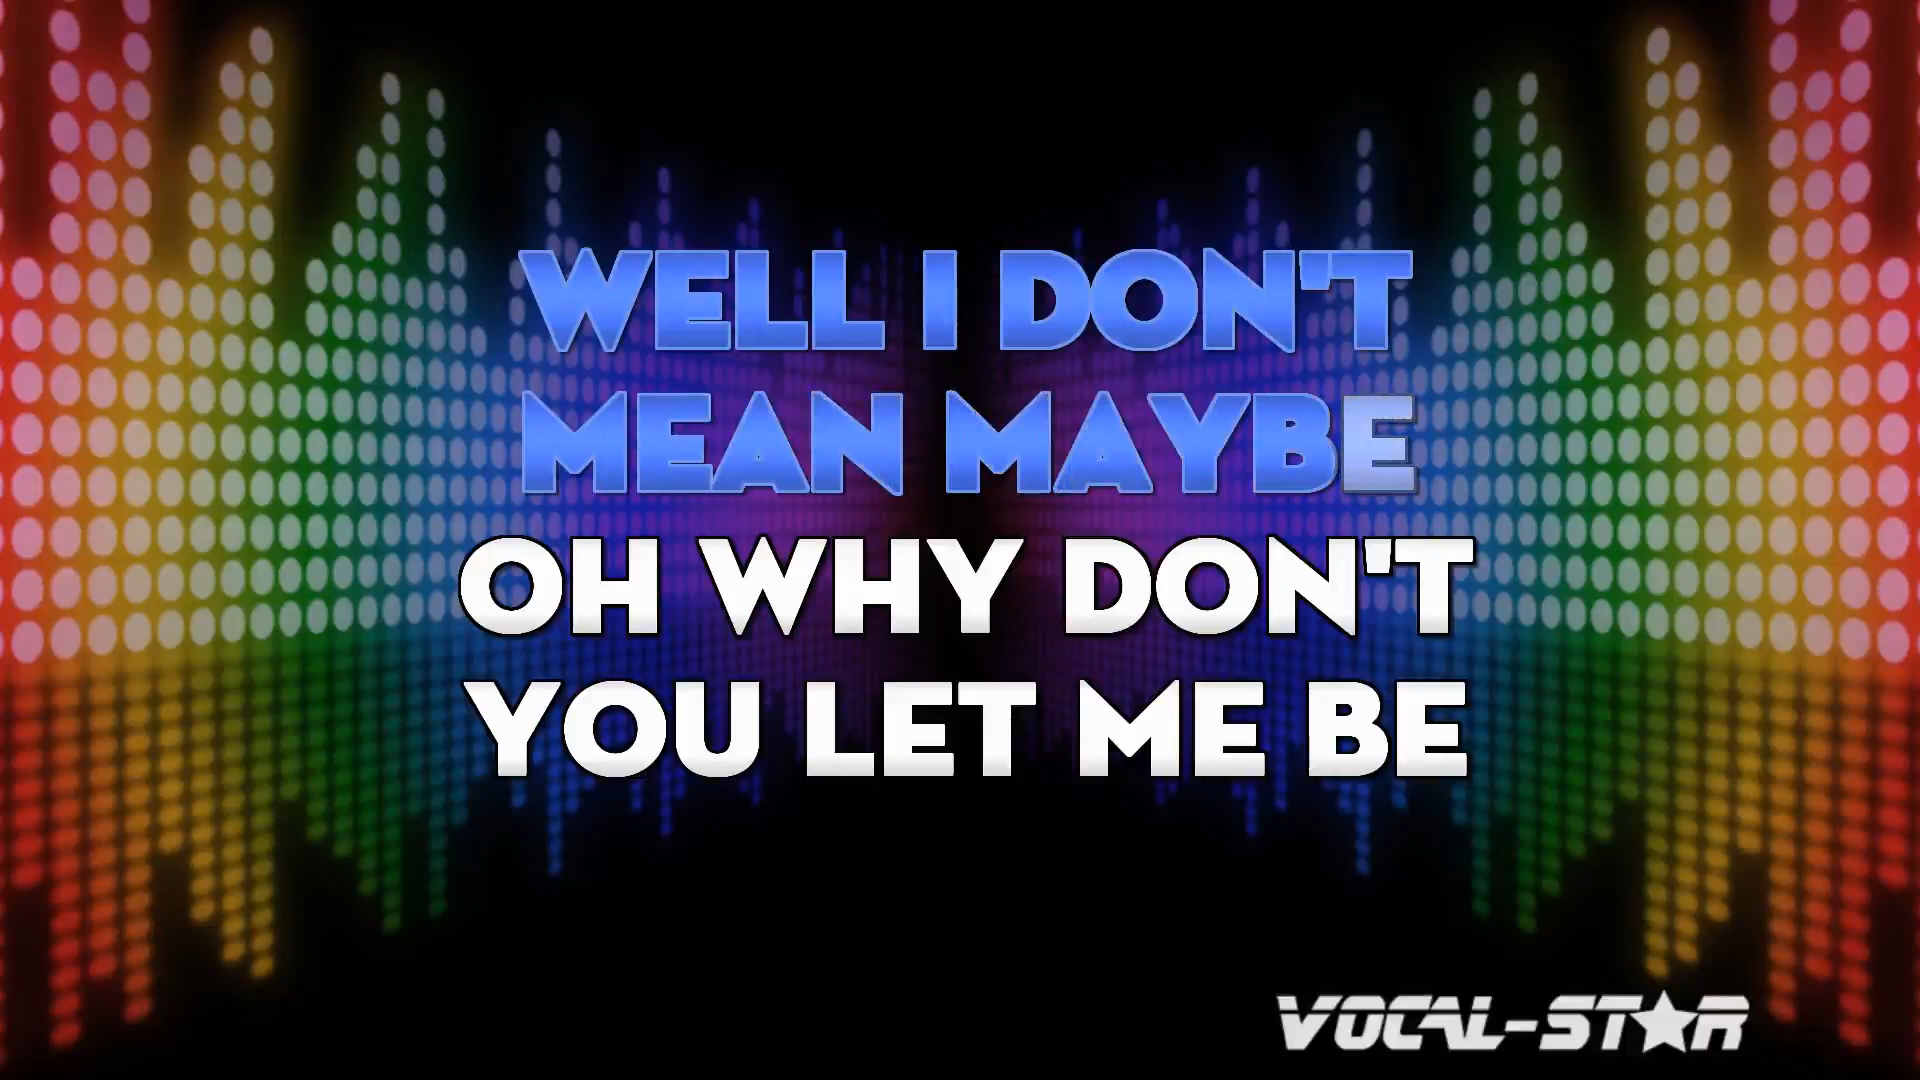 WELL I DON'T
MEAN MAYBE
OH WHY DON'T
YOU LET ME BE
VOCAL-STAR